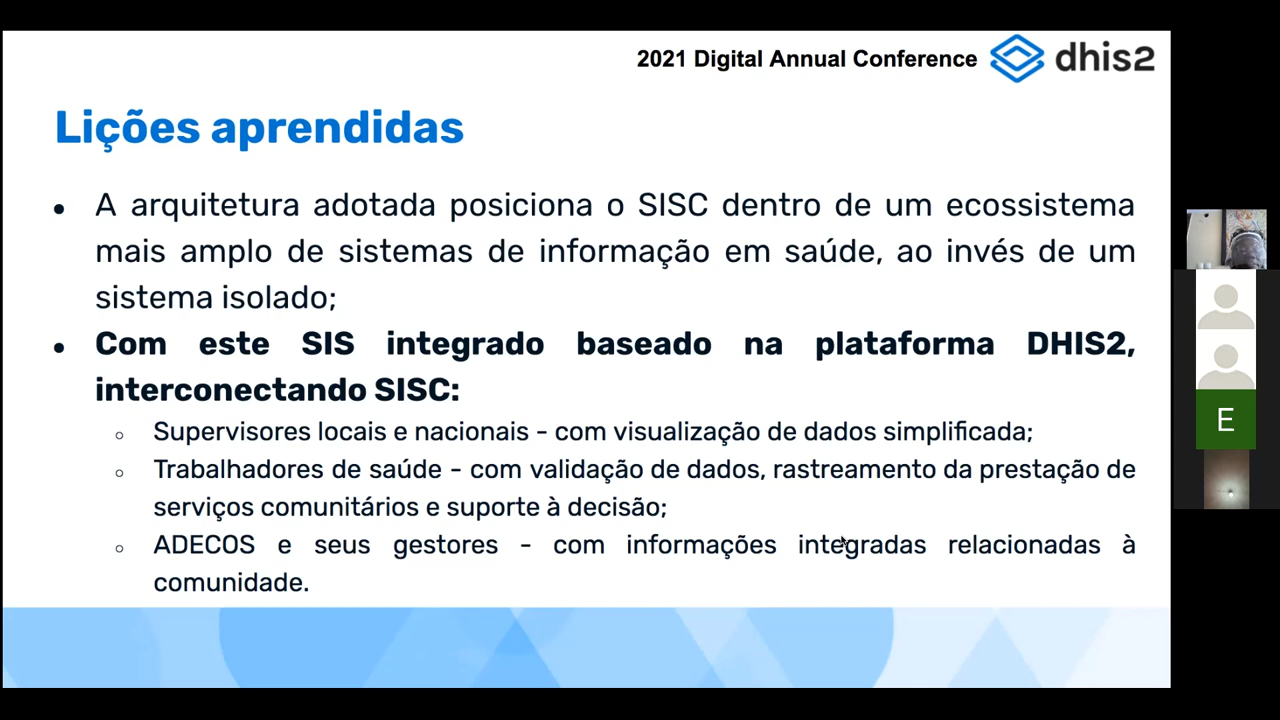 2021 Digital Annual Conference dhis2
Lições aprendidas
• A arquitetura adotada posiciona o SISC dentro de um ecossistema
mais amplo de sistemas de informação em saúde, ao invés de um
sistema isolado;
• Com este SIS integrado baseado na plataforma DHIS2,
interconectando SISC:
○ Supervisores locais e nacionais - com visualização de dados simplificada;
○ Trabalhadores de saúde - com validação de dados, rastreamento da prestação de
serviços comunitários e suporte à decisão;
○ ADECOS e seus gestores - com informações integradas relacionadas à
comunidade.
E